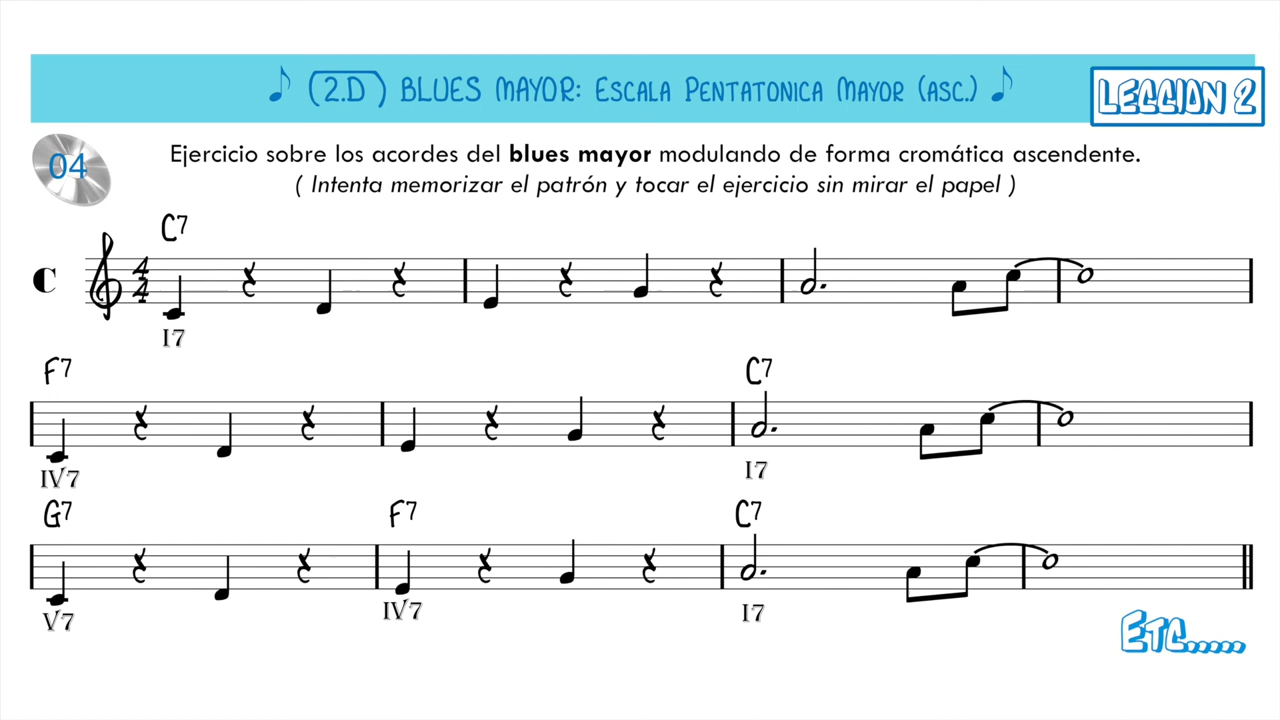 ♪ (2.D) BLUES MAYOR: ESCALA PENTATONICA MAYOR (ASC.) ♪
LECCION 2
04
Ejercicio sobre los acordes del blues mayor modulando de forma cromática ascendente.
( Intenta memorizar el patrón y tocar el ejercicio sin mirar el papel )
C7
C
4/4
I7
F7 C7
IV7 I7
G7 F7 C7
V7 IV7 I7
ETC.....